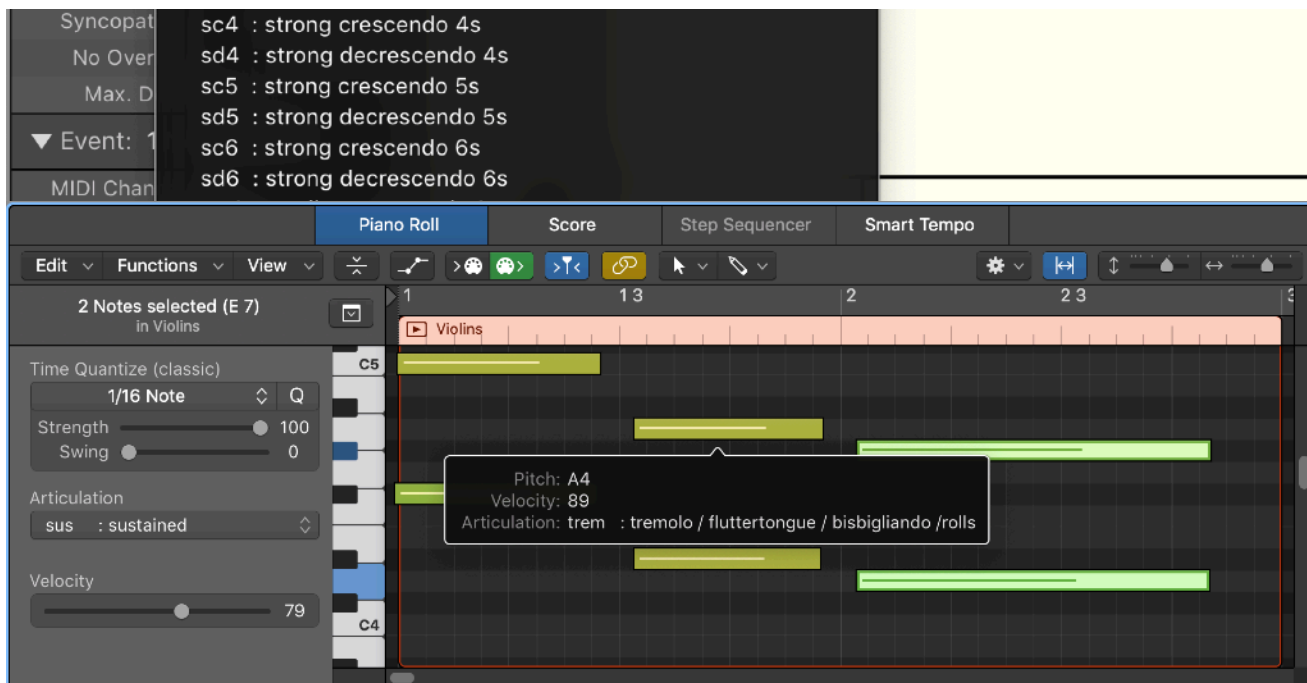 Syncopat
No Over
Max. D
▼ Event: 1
MIDI Chan
sc4 : strong crescendo 4s
sd4 : strong decrescendo 4s
sc5 : strong crescendo 5s
sd5 : strong decrescendo 5s
sc6 : strong crescendo 6s
sd6 : strong decrescendo 6s
Piano Roll Score Step Sequencer Smart Tempo
Edit Functions View
2 Notes selected (E 7)
in Violins
1 1 3 2 2 3 3
Violins
Time Quantize (classic)
1/16 Note Q
Strength 100
Swing 0
Articulation
sus : sustained
Velocity
79
C5
Pitch: A4
Velocity: 89
Articulation: trem : tremolo / fluttertongue / bisbigliando /rolls
C4